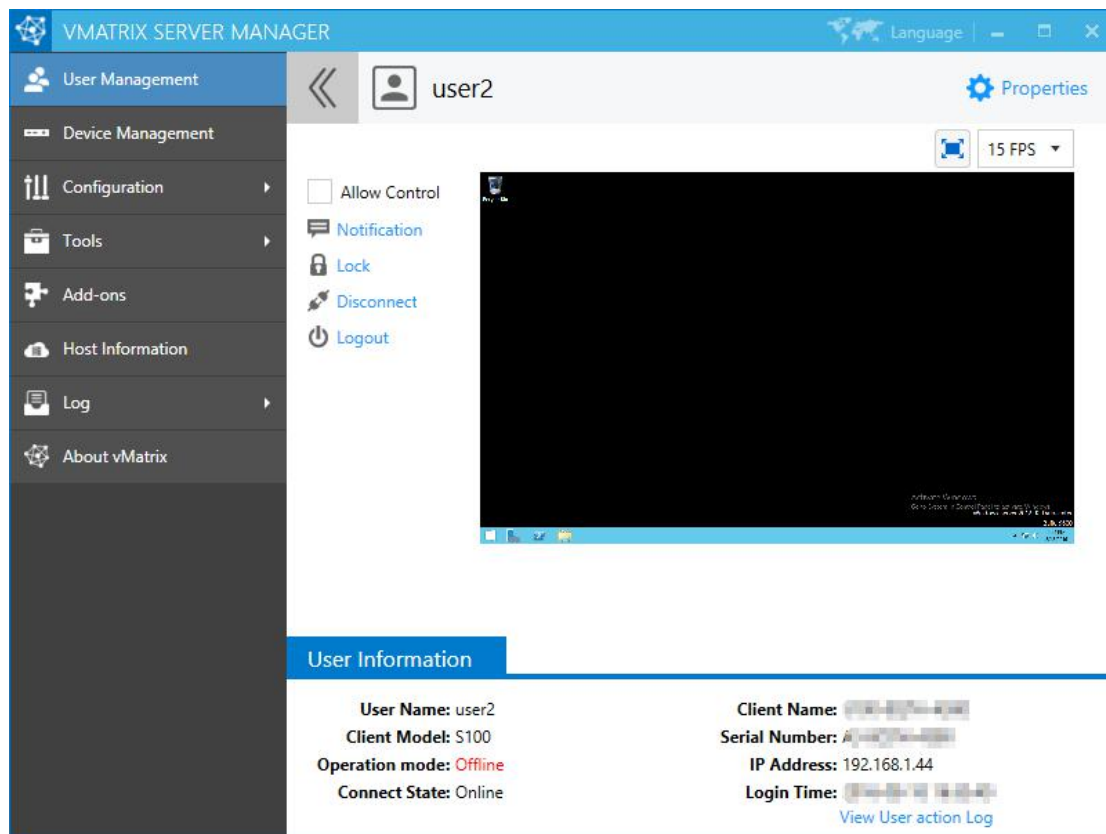 VMATRIX SERVER MANAGER
Language
User Management
Device Management
Configuration
Tools
Add-ons
Host Information
Log
About vMatrix
user2
Properties
15 FPS
Allow Control
Notification
Lock
Disconnect
Logout
Activate Windows
User Information
User Name: user2
Client Model: S100
Operation mode: Offline
Connect State: Online
Client Name:
Serial Number: A
IP Address: 192.168.1.44
Login Time:
View User action Log